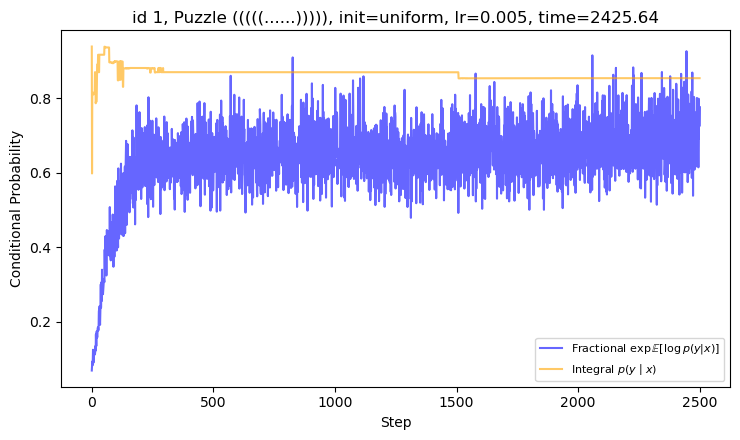 id 1, Puzzle (((((......))))), init=uniform, lr=0.005, time=2425.64
Conditional Probability
0.8
0.6
0.4
0.2
0 500 1000 1500 2000 2500
Step
Fractional exp𝔼[log p(y|x)]
Integral p(y | x)